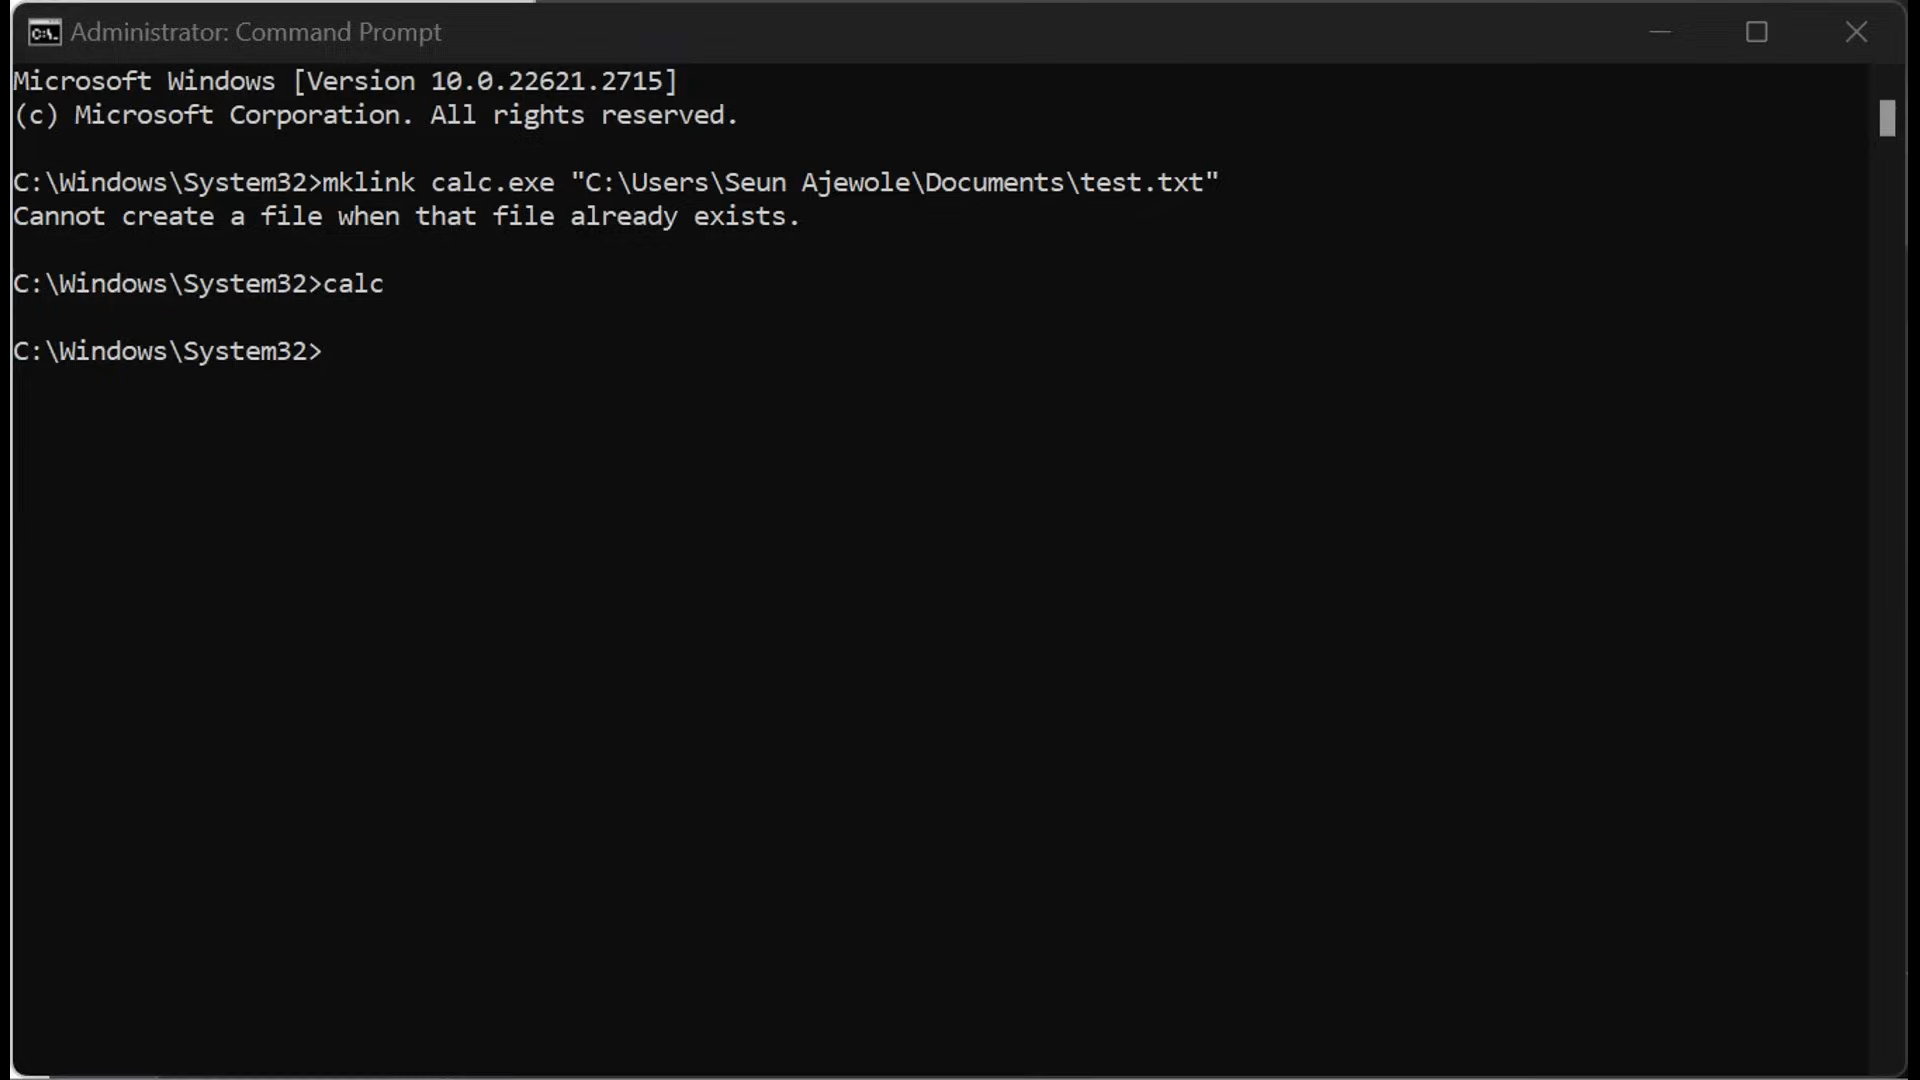 Administrator: Command Prompt
Microsoft Windows [Version 10.0.22621.2715]
(c) Microsoft Corporation. All rights reserved.
C:\Windows\System32>mklink calc.exe "C:\Users\Seun Ajewole\Documents\test.txt"
Cannot create a file when that file already exists.
C:\Windows\System32>calc
C:\Windows\System32>